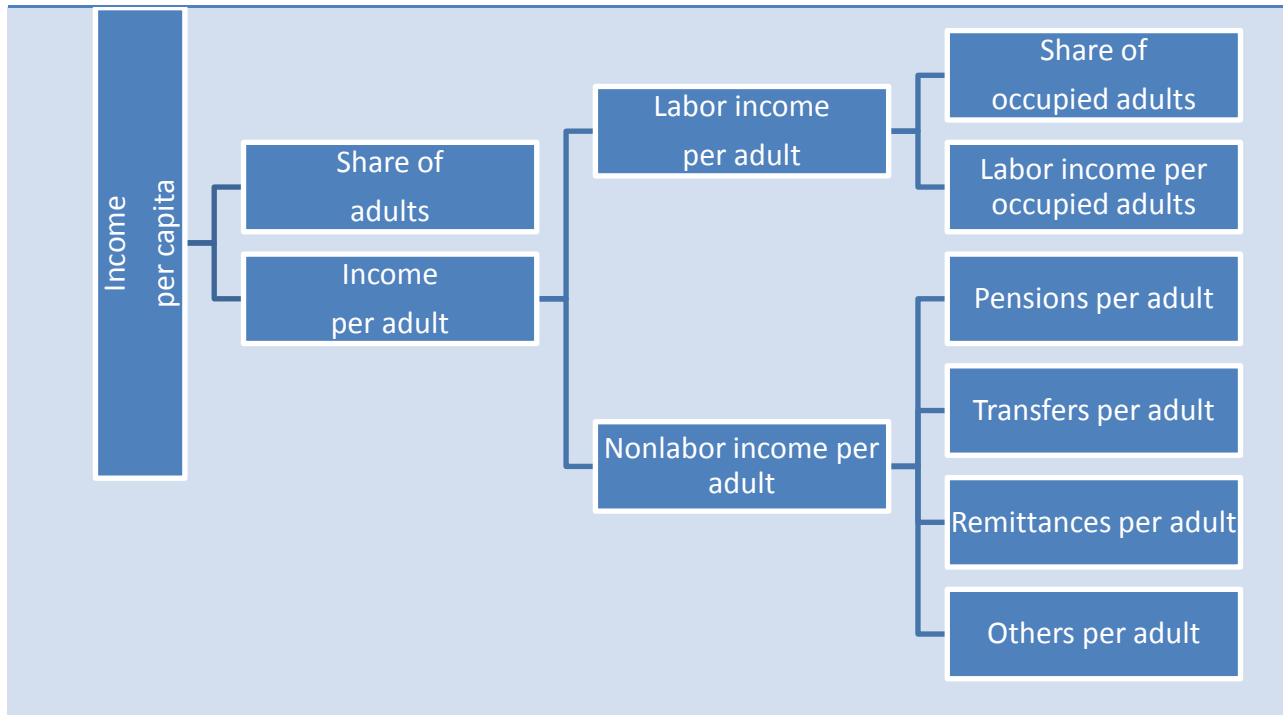 Income
per capita
Share of
adults
Income
per adult
Labor income
per adult
Nonlabor income per
adult
Share of
occupied adults
Labor income per
occupied adults
Pensions per adult
Transfers per adult
Remittances per adult
Others per adult